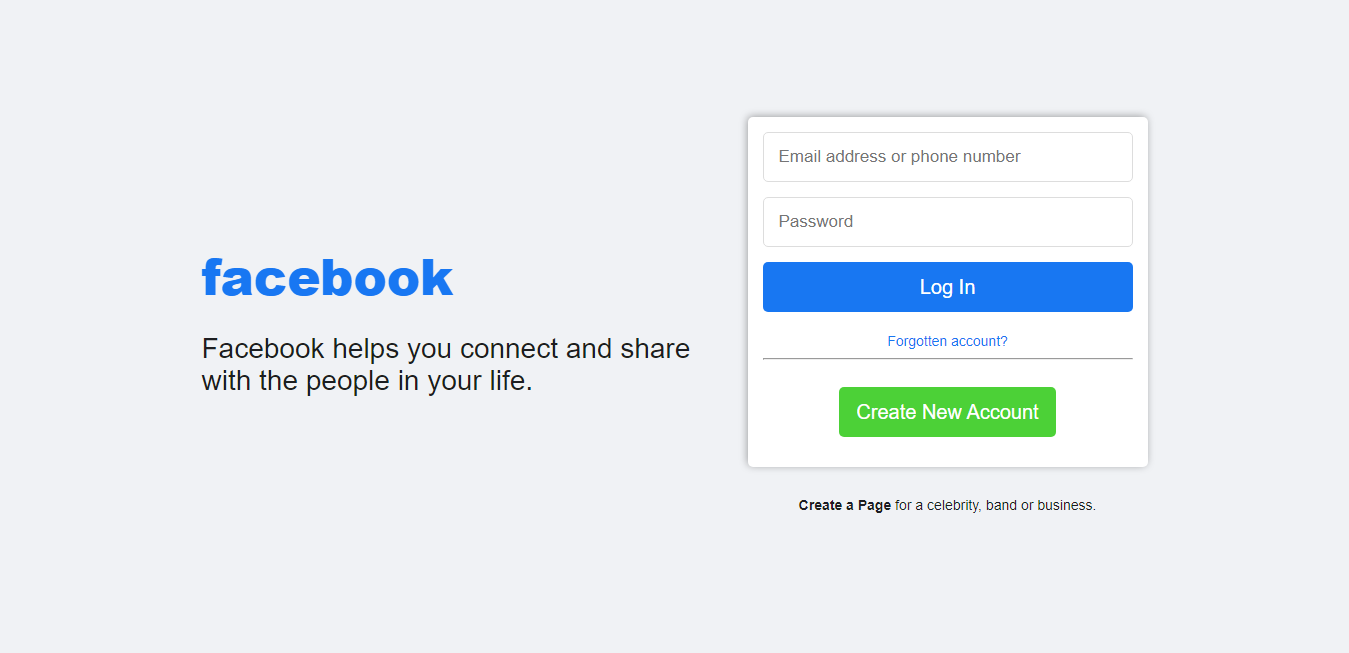 facebook
Facebook helps you connect and share
with the people in your life.
Email address or phone number
Password
Log In
Forgotten account?
Create New Account
Create a Page for a celebrity, band or business.